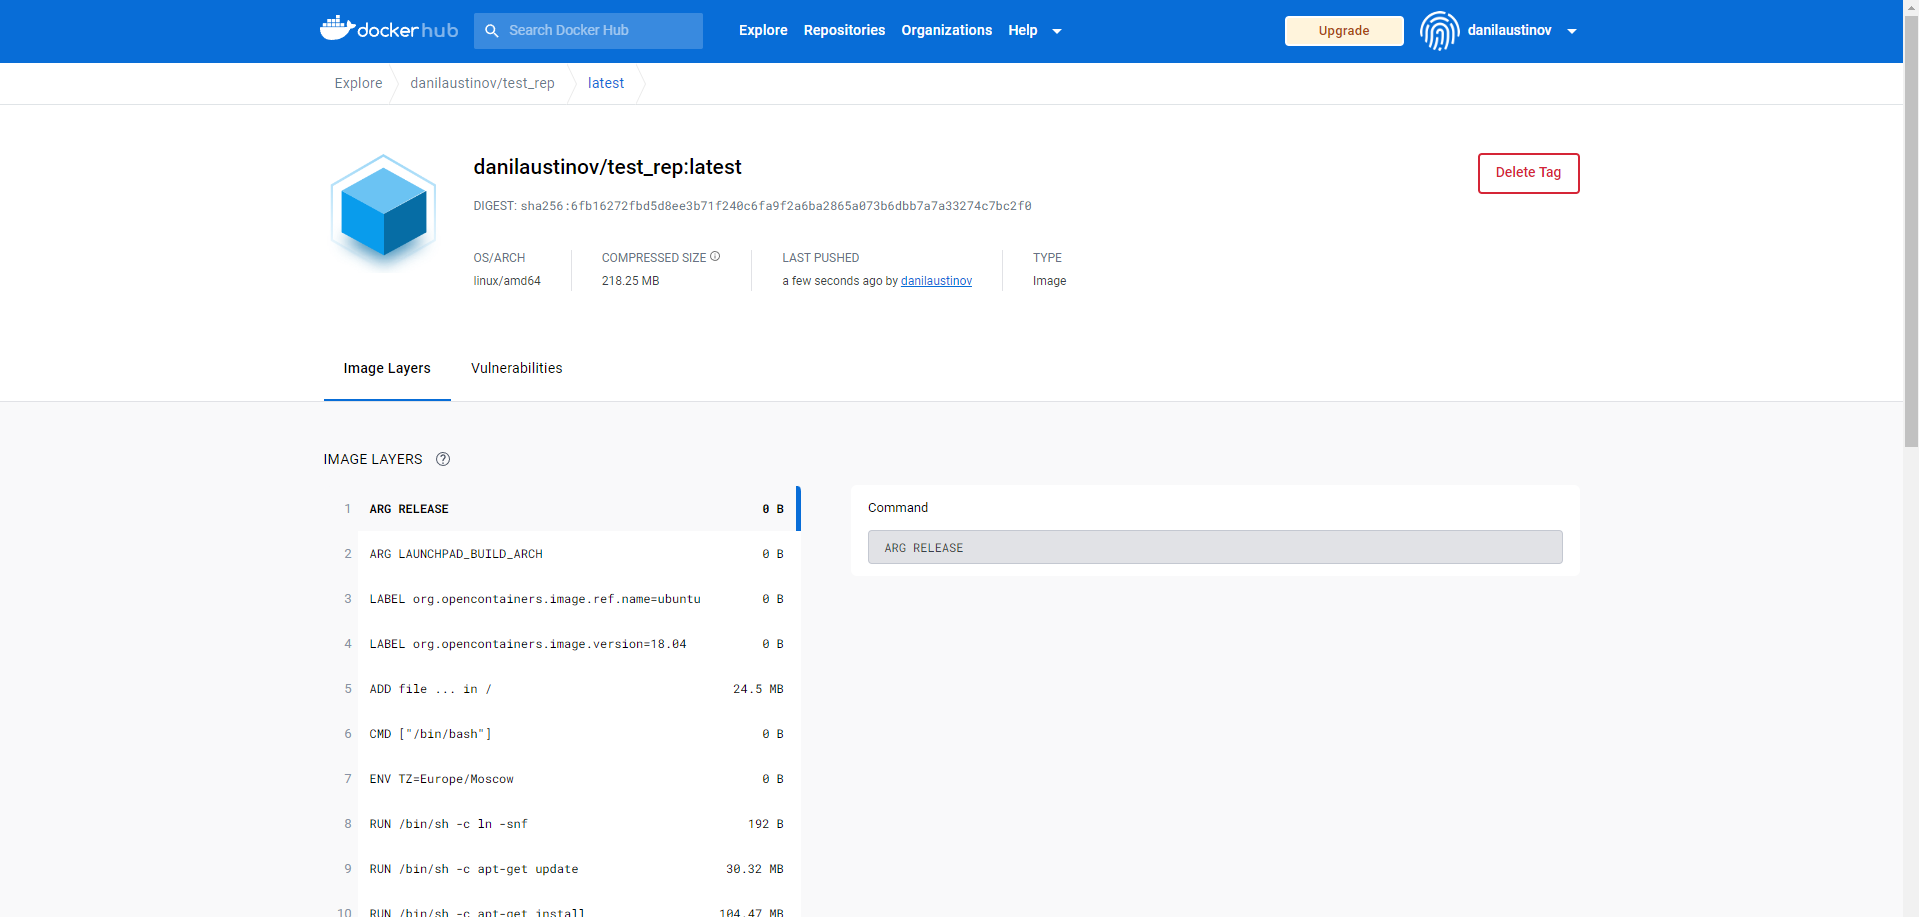 docker hub
Search Docker Hub
Explore Repositories Organizations Help
Upgrade
danilaustinov
Explore danilaustinov/test_rep latest
danilaustinov/test_rep:latest
Delete Tag
DIGEST: sha256:6fb16272fbd5d8ee3b71f240c6fa9f2a6ba2865a073b6dbb7a7a33274c7bc2f0
OS/ARCH COMPRESSED SIZE LAST PUSHED TYPE
linux/amd64 218.25 MB a few seconds ago by danilaustinov Image
Image Layers Vulnerabilities
IMAGE LAYERS
1 ARG RELEASE 0 B
2 ARG LAUNCHPAD_BUILD_ARCH 0 B
3 LABEL org.opencontainers.image.ref.name=ubuntu 0 B
4 LABEL org.opencontainers.image.version=18.04 0 B
5 ADD file ... in / 24.5 MB
6 CMD ["/bin/bash"] 0 B
7 ENV TZ=Europe/Moscow 0 B
8 RUN /bin/sh -c ln -snf 192 B
9 RUN /bin/sh -c apt-get update 30.32 MB
10 RUN /bin/sh -c apt-get install 104.47 MB
Command
ARG RELEASE